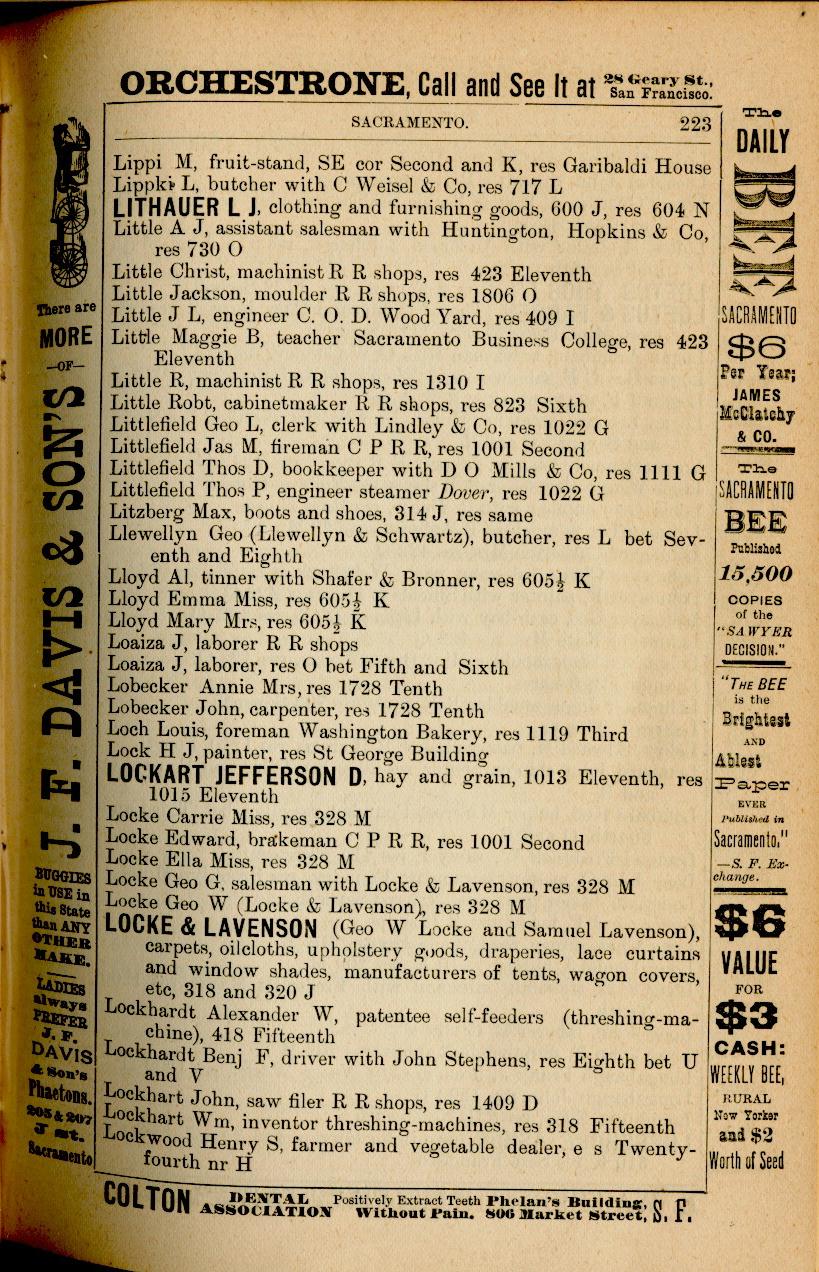 ORCHESTRONE, Call and See It at 28 Geary St., San Francisco.
SACRAMENTO. 223
Lippi M, fruit-stand, SE cor Second and K, res Garibaldi House
Lippki L, butcher with C Weisel & Co, res 717 L
LITHAUER L J, clothing and furnishing goods, 600 J, res 604 N
Little A J, assistant salesman with Huntington, Hopkins & Co,
res 730 O
Little Christ, machinist R R shops, res 423 Eleventh
Little Jackson, moulder R R shops, res 1806 O
Little J L, engineer C. O. D. Wood Yard, res 409 I
Little Maggie B, teacher Sacramento Business College, res 423
Eleventh
Little R, machinist R R shops, res 1310 I
Little Robt, cabinetmaker R R shops, res 823 Sixth
Littlefield Geo L, clerk with Lindley & Co, res 1022 G
Littlefield Jas M, fireman C P R R, res 1001 Second
Littlefield Thos D, bookkeeper with D O Mills & Co, res 1111 G
Littlefield Thos P, engineer steamer Dover, res 1022 G
Litzberg Max, boots and shoes, 314 J, res same
Llewellyn Geo (Llewellyn & Schwartz), butcher, res L bet Sev-
enth and Eighth
Lloyd Al, tinner with Shafer & Bronner, res 605½ K
Lloyd Emma Miss, res 605½ K
Lloyd Mary Mrs, res 605½ K
Loaiza J, laborer R R shops
Loaiza J, laborer, res O bet Fifth and Sixth
Lobecker Annie Mrs, res 1728 Tenth
Lobecker John, carpenter, res 1728 Tenth
Loch Louis, foreman Washington Bakery, res 1119 Third
Lock H J, painter, res St George Building
LOCKART JEFFERSON D, hay and grain, 1013 Eleventh, res
1015 Eleventh
Locke Carrie Miss, res 328 M
Locke Edward, brakeman C P R R, res 1001 Second
Locke Ella Miss, res 328 M
Locke Geo G, salesman with Locke & Lavenson, res 328 M
Locke Geo W (Locke & Lavenson), res 328 M
LOCKE & LAVENSON (Geo W Locke and Samuel Lavenson),
carpets, oilcloths, upholstery goods, draperies, lace curtains
and window shades, manufacturers of tents, wagon covers,
etc, 318 and 320 J
Lockhardt Alexander W, patentee self-feeders (threshing-ma-
chine), 418 Fifteenth
Lockhardt Benj F, driver with John Stephens, res Eighth bet U
and V
Lockhart John, saw filer R R shops, res 1409 D
Lockhart Wm, inventor threshing-machines, res 318 Fifteenth
Lockwood Henry S, farmer and vegetable dealer, e s Twenty-
fourth nr H
COLTON DENTAL ASSOCIATION Positively Extract Teeth Without Pain. Phelan's Building, 806 Market Street, S. F.
There are
MORE
—OF—
J. F. DAVIS & SON'S
BUGGIES
in USE in
this State
than ANY
OTHER
MAKE.
LADIES
always
PREFER
J. F.
DAVIS
& Son's
Phaetons.
205 & 207
J st.
Sacramento
The
DAILY
BEE
SACRAMENTO
$6
Per Year;
JAMES
McClatchy
& CO.
The
SACRAMENTO
BEE
Published
15,500
COPIES
of the
"SAWYER
DECISION."
"THE BEE
is the
Brightest
AND
Ablest
Paper
EVER
Published in
Sacramento."
—S. F. Ex-
change.
$6
VALUE
FOR
$3
CASH:
WEEKLY BEE,
RURAL
New Yorker
and $2
Worth of Seed